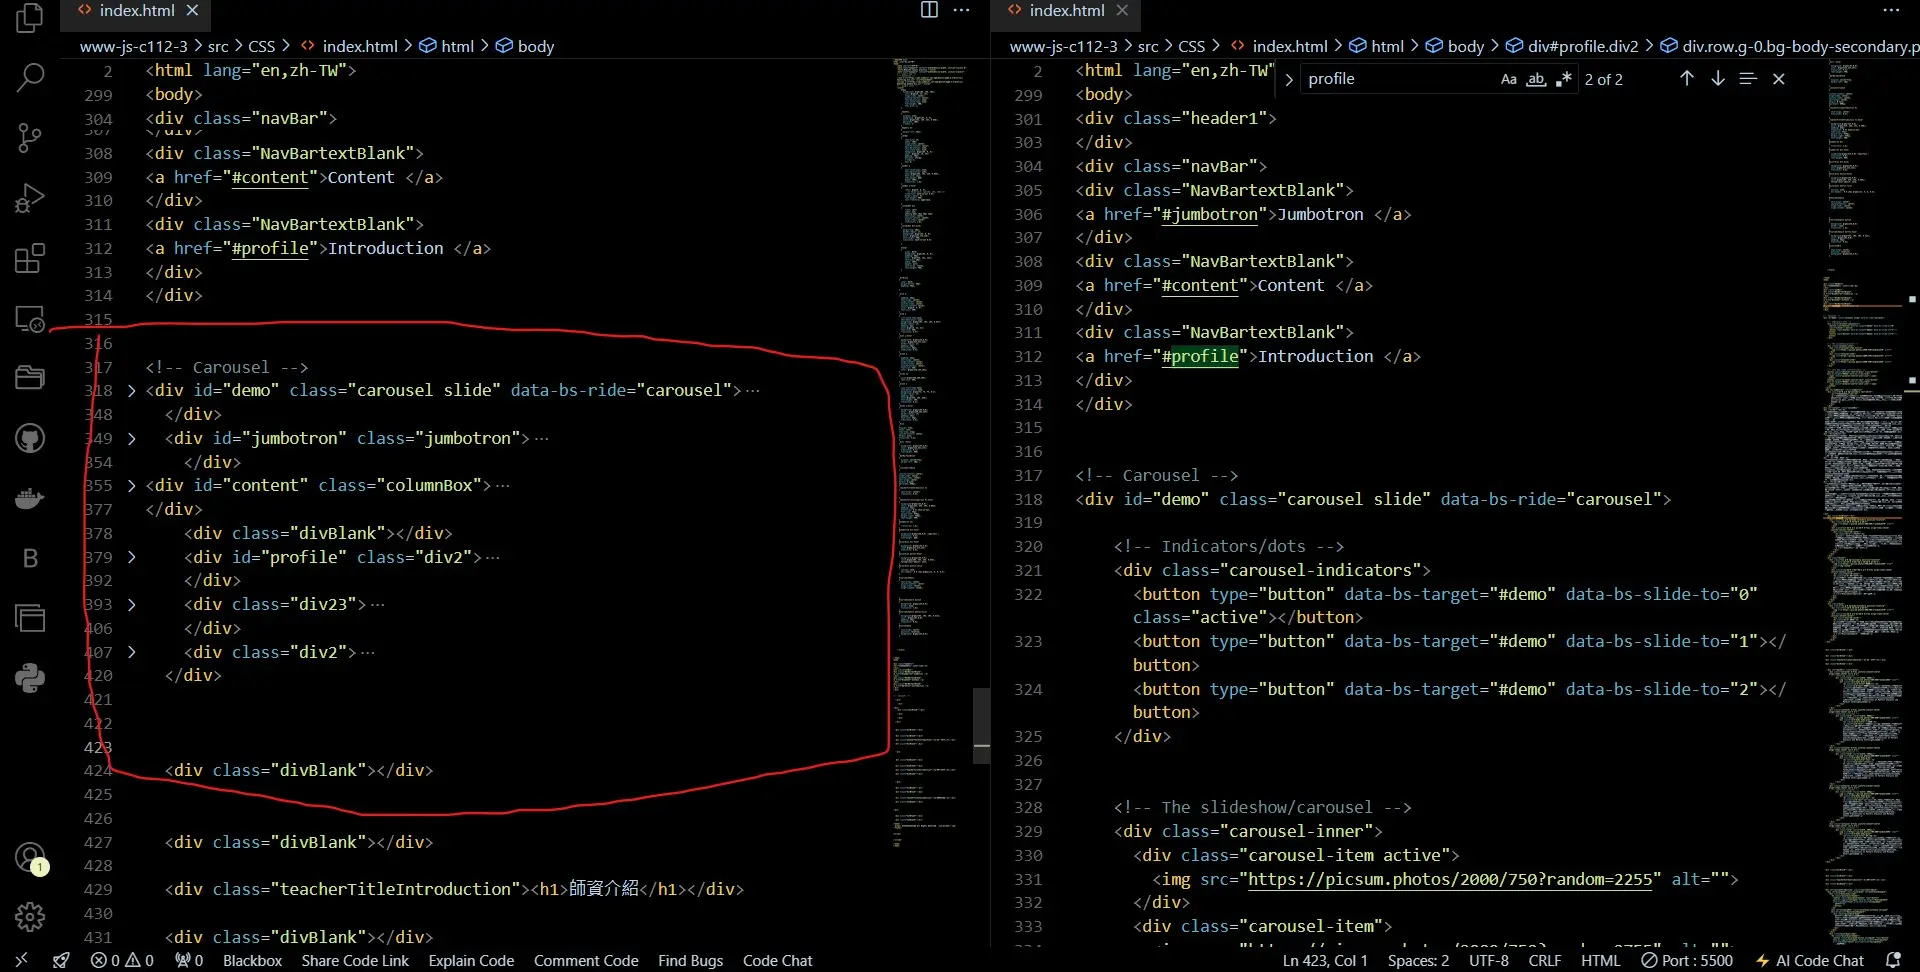 index.html
www-js-c112-3 > src > CSS > index.html > html > body
2 <html lang="en,zh-TW">
299 <body>
304 <div class="navBar">
307 </div>
308 <div class="NavBartextBlank">
309 <a href="#content">Content </a>
310 </div>
311 <div class="NavBartextBlank">
312 <a href="#profile">Introduction </a>
313 </div>
314 </div>
315
316
317 <!-- Carousel -->
318 <div id="demo" class="carousel slide" data-bs-ride="carousel">···
348 </div>
349 <div id="jumbotron" class="jumbotron">···
354 </div>
355 <div id="content" class="columnBox">···
377 </div>
378 <div class="divBlank"></div>
379 <div id="profile" class="div2">···
392 </div>
393 <div class="div23">···
406 </div>
407 <div class="div2">···
420 </div>
421
422
423
424 <div class="divBlank"></div>
425
426
427 <div class="divBlank"></div>
428
429 <div class="teacherTitleIntroduction"><h1>師資介紹</h1></div>
430
431 <div class="divBlank"></div>
index.html
www-js-c112-3 > src > CSS > index.html > html > body > div#profile.div2 > div.row.g-0.bg-body-secondary.p
profile
Aa ab .* 2 of 2
2 <html lang="en,zh-TW"
299 <body>
301 <div class="header1">
303 </div>
304 <div class="navBar">
305 <div class="NavBartextBlank">
306 <a href="#jumbotron">Jumbotron </a>
307 </div>
308 <div class="NavBartextBlank">
309 <a href="#content">Content </a>
310 </div>
311 <div class="NavBartextBlank">
312 <a href="#profile">Introduction </a>
313 </div>
314 </div>
315
316
317 <!-- Carousel -->
318 <div id="demo" class="carousel slide" data-bs-ride="carousel">
319
320 <!-- Indicators/dots -->
321 <div class="carousel-indicators">
322 <button type="button" data-bs-target="#demo" data-bs-slide-to="0"
class="active"></button>
323 <button type="button" data-bs-target="#demo" data-bs-slide-to="1"></
button>
324 <button type="button" data-bs-target="#demo" data-bs-slide-to="2"></
button>
325 </div>
326
327
328 <!-- The slideshow/carousel -->
329 <div class="carousel-inner">
330 <div class="carousel-item active">
331 <img src="https://picsum.photos/2000/750?random=2255" alt="">
332 </div>
333 <div class="carousel-item">
B
1
0 0 0 Blackbox Share Code Link Explain Code Comment Code Find Bugs Code Chat
Ln 423, Col 1 Spaces: 2 UTF-8 CRLF HTML Port : 5500 AI Code Chat